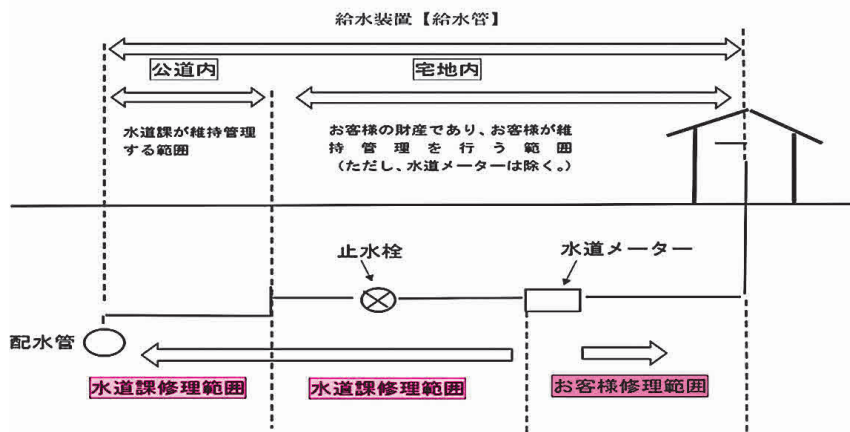 給水装置【給水管】
公道内
宅地内
水道課が維持管理
する範囲
お客様の財産であり、お客様が維
持管理を行う範囲
（ただし、水道メーターは除く。）
止水栓
水道メーター
配水管
水道課修理範囲
水道課修理範囲
お客様修理範囲